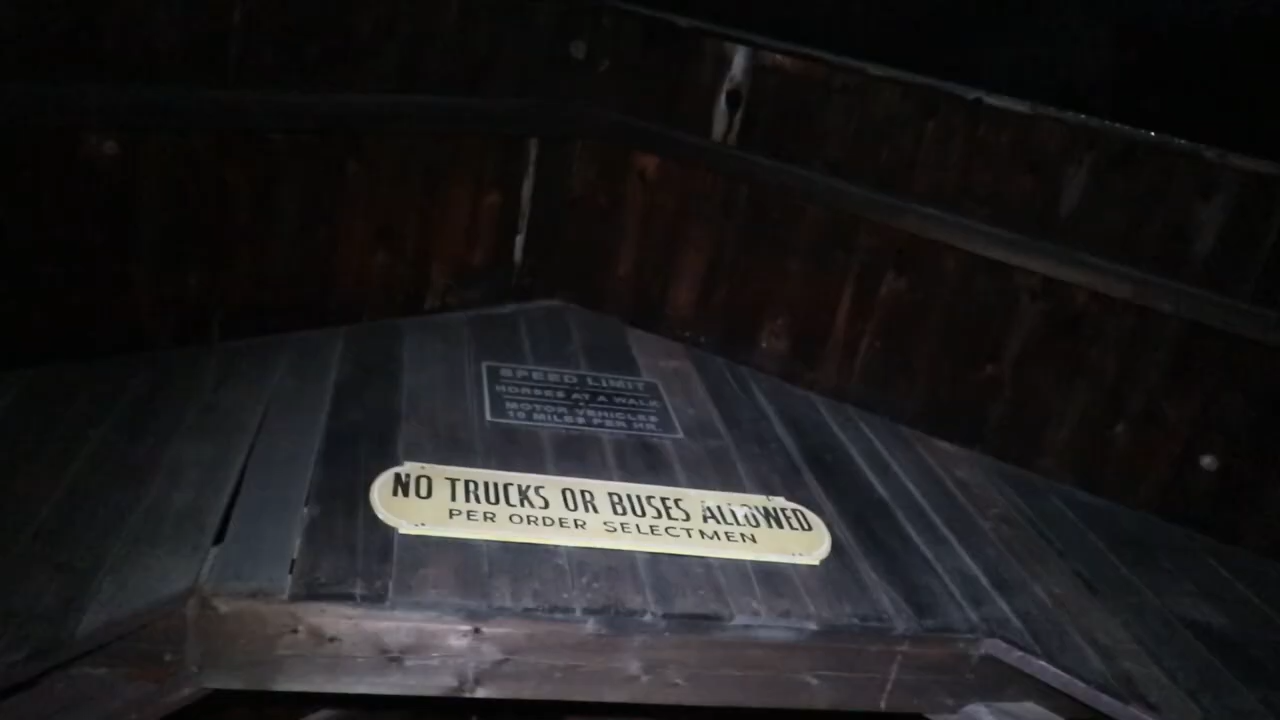 SPEED LIMIT
HORSES AT A WALK
MOTOR VEHICLES
10 MILES PER HR.
NO TRUCKS OR BUSES ALLOWED
PER ORDER SELECTMEN